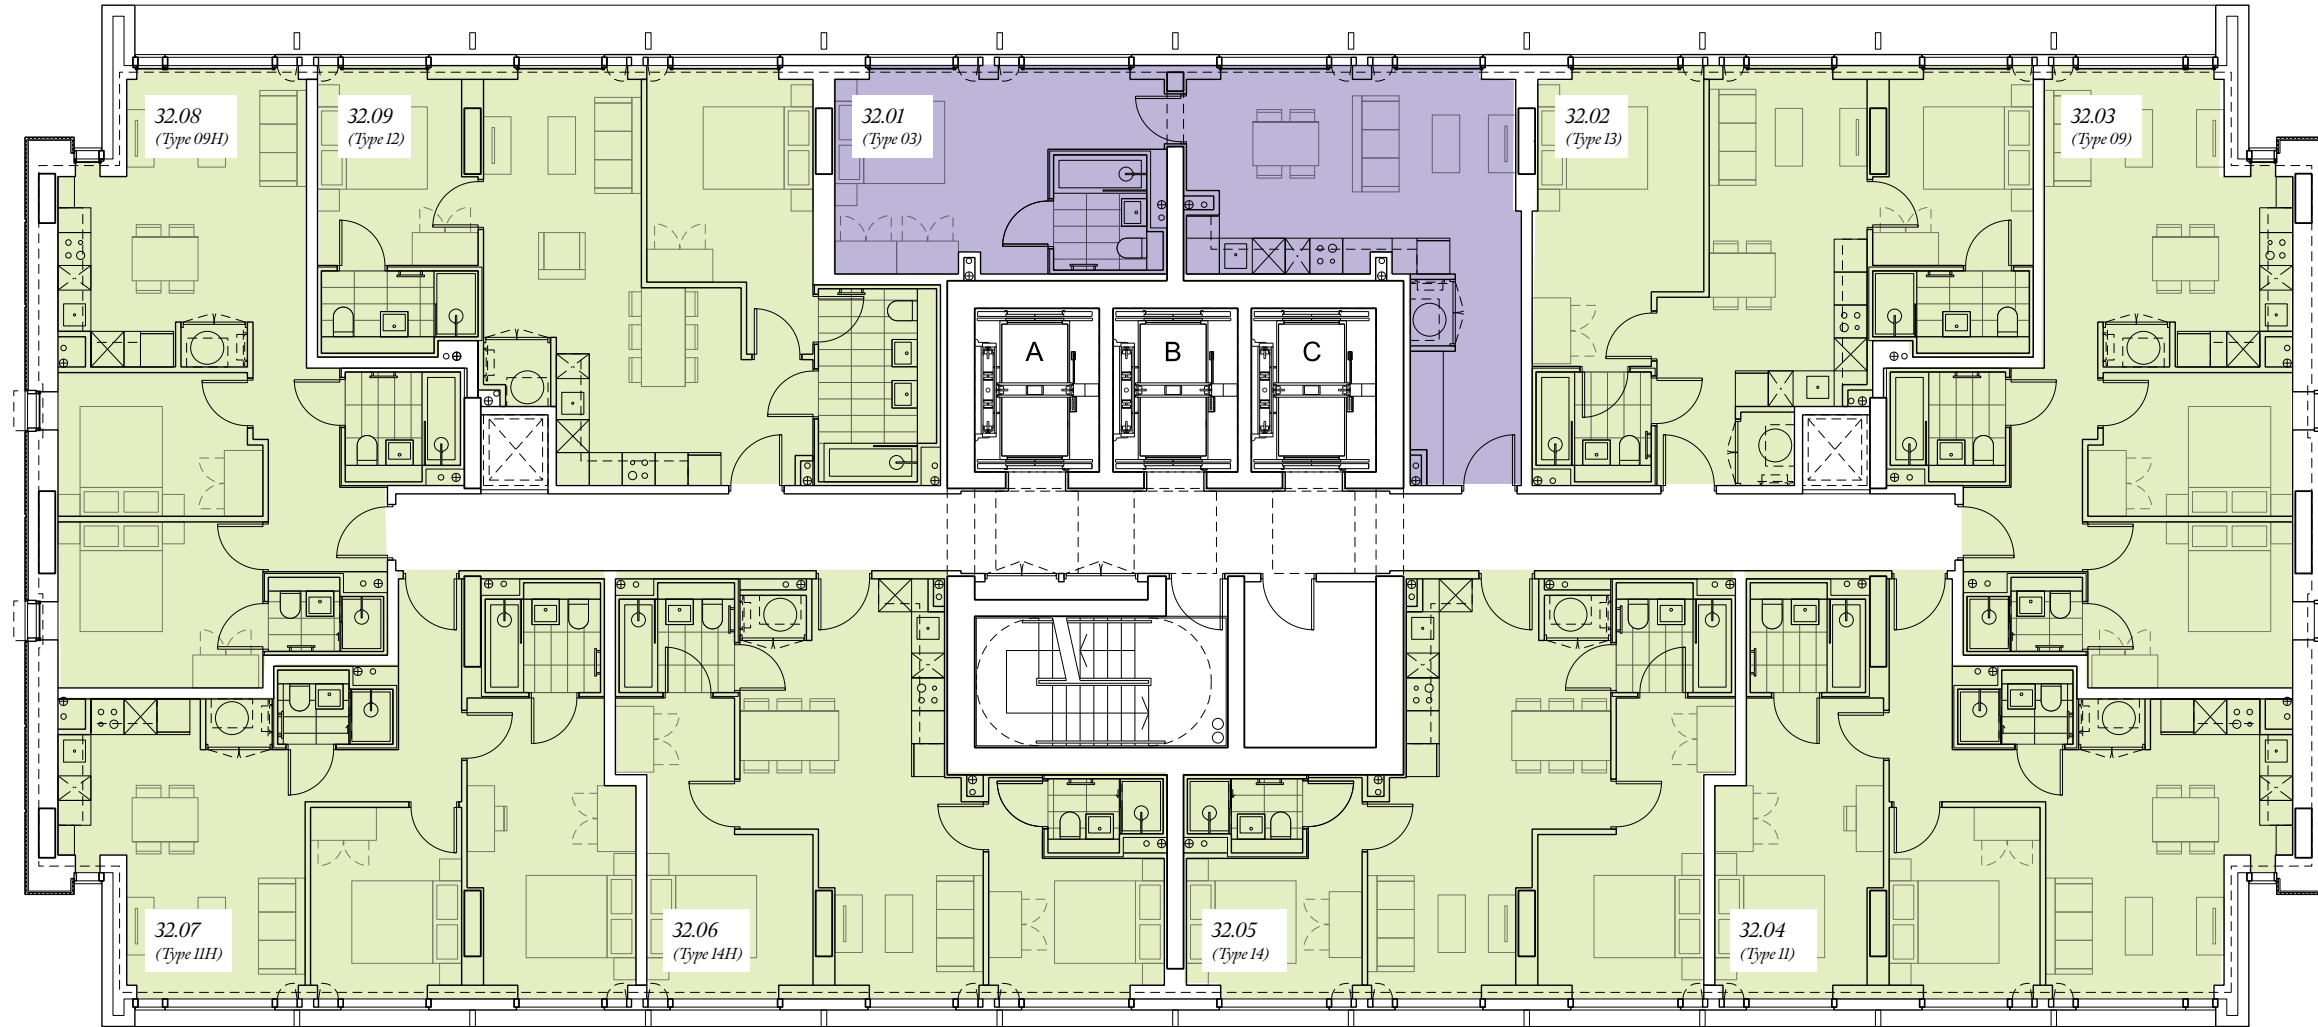 32.08
(Type 09H)
32.09
(Type 12)
32.01
(Type 03)
32.02
(Type 13)
32.03
(Type 09)
A
B
C
32.07
(Type 11H)
32.06
(Type 14H)
32.05
(Type 14)
32.04
(Type 11)